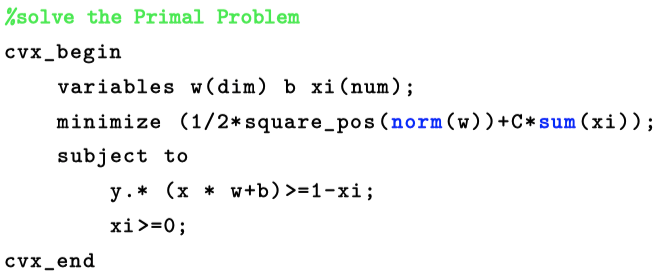 %solve the Primal Problem
cvx_begin
    variables w(dim) b xi(num);
    minimize (1/2*square_pos(norm(w))+C*sum(xi));
    subject to
        y.* (x * w+b)>=1-xi;
        xi>=0;
cvx_end